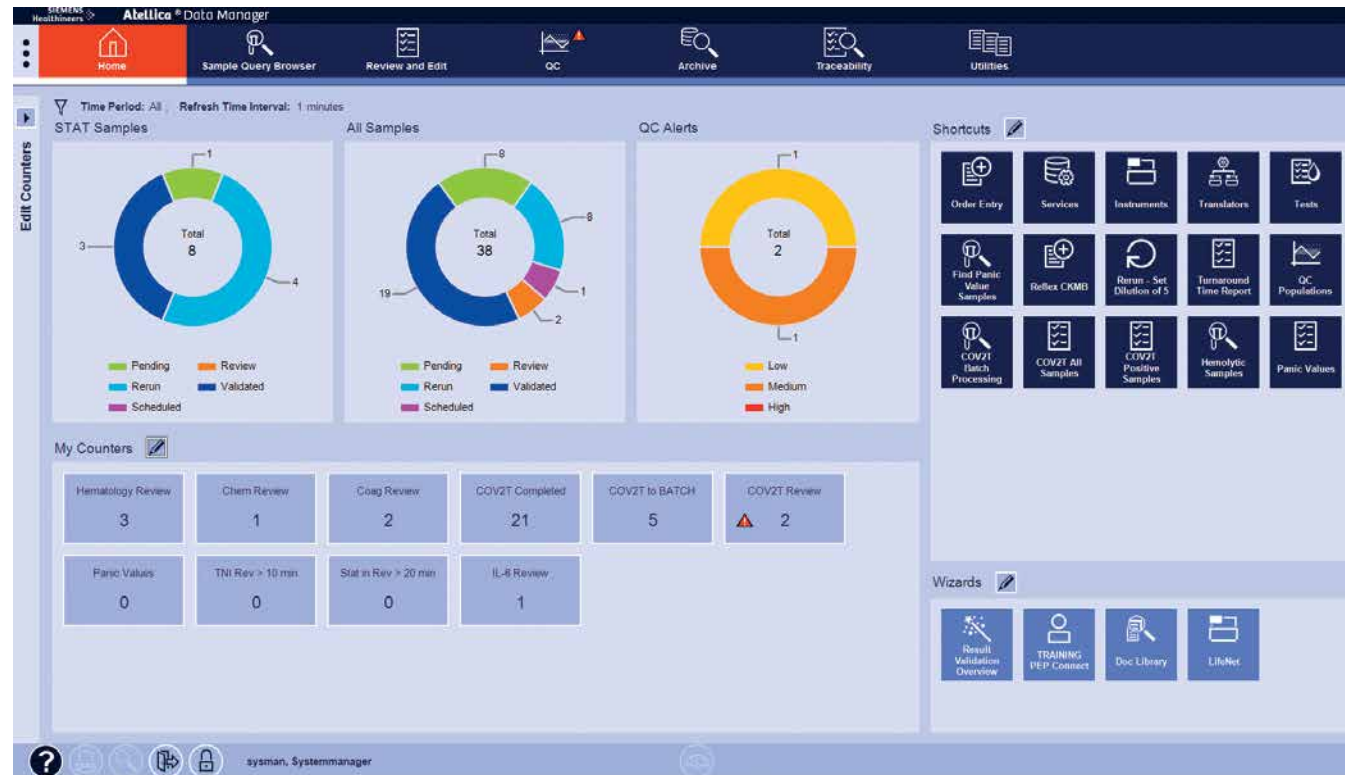 SIEMENS
Healthineers
Atellica® Data Manager
Home
Sample Query Browser
Review and Edit
QC
Archive
Traceability
Utilities
Edit Counters
Time Period: All Refresh Time Interval: 1 minutes
STAT Samples
1
3
Total
8
4
Pending
Review
Rerun
Validated
Scheduled
All Samples
8
8
19
Total
38
1
2
Pending
Review
Rerun
Validated
Scheduled
QC Alerts
1
Total
2
1
Low
Medium
High
Shortcuts
Order Entry
Services
Instruments
Translators
Tests
Find Panic
Value
Samples
Reflex CKMB
Rerun - Set
Dilution of 5
Turnaround
Time Report
QC
Populations
COV2T
Batch
Processing
COV2T All
Samples
COV2T
Positive
Samples
Hemolytic
Samples
Panic Values
My Counters
Hematology Review
3
Chem Review
1
Coag Review
2
COV2T Completed
21
COV2T to BATCH
5
COV2T Review
2
Panic Values
0
TNI Rev > 10 min
0
Stat in Rev > 20 min
0
IL-6 Review
1
Wizards
Result
Validation
Overview
TRAINING
PEP Connect
Doc Library
LifeNet
?
sysman, Systemmanager